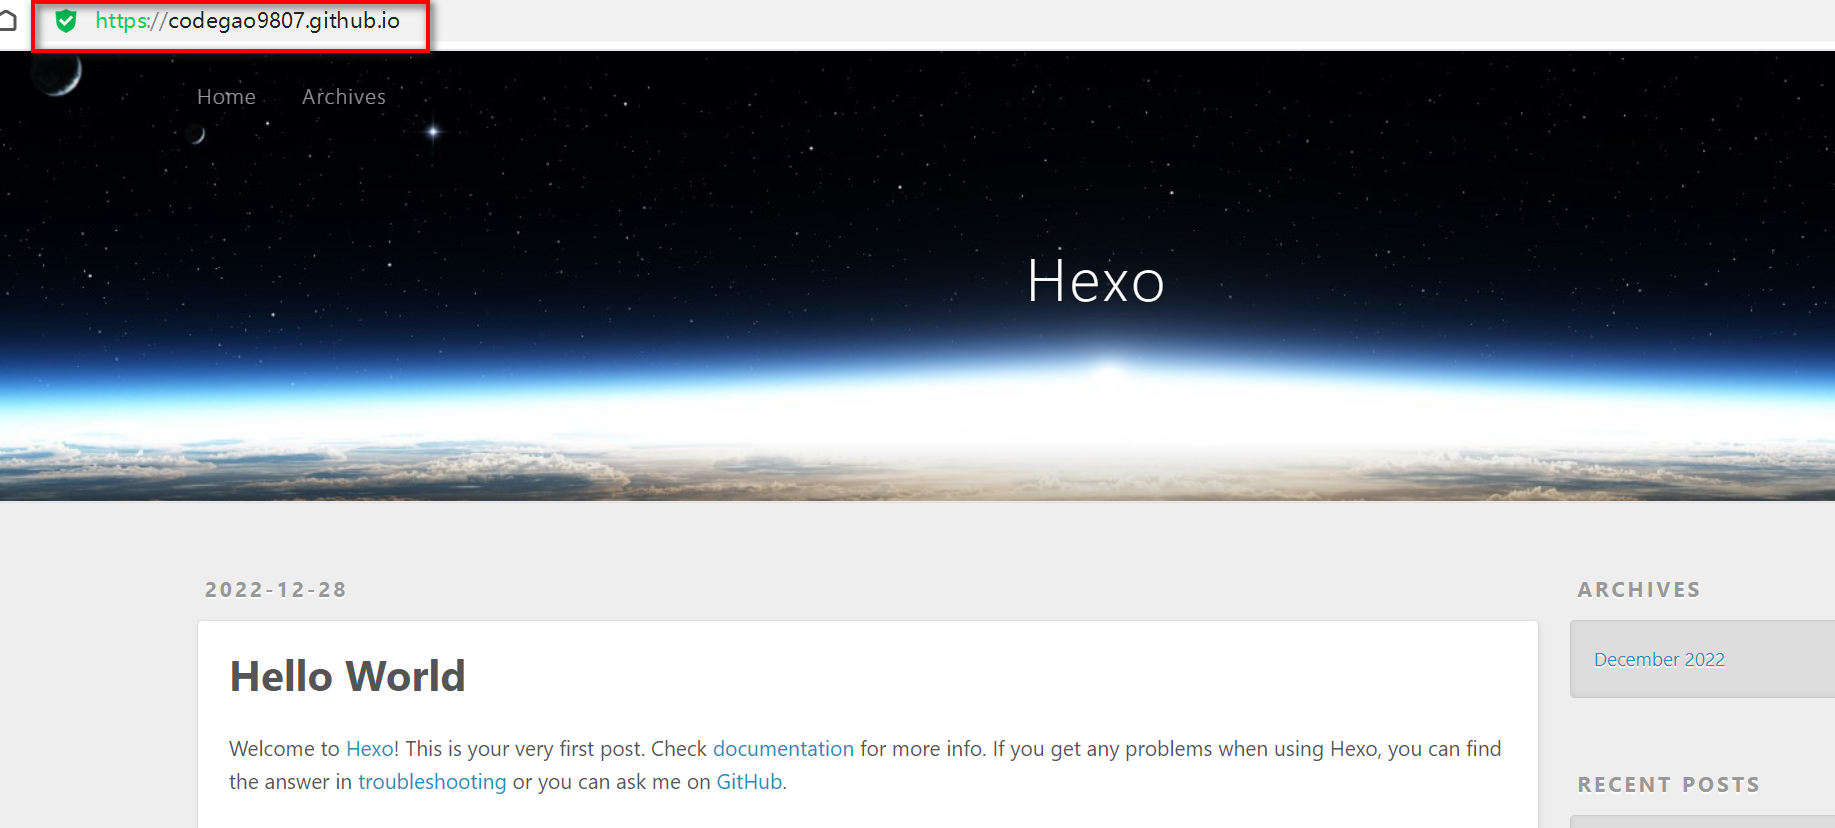 https://codegao9807.github.io
Home Archives
Hexo
2022-12-28
Hello World
Welcome to Hexo! This is your very first post. Check documentation for more info. If you get any problems when using Hexo, you can find
the answer in troubleshooting or you can ask me on GitHub.
ARCHIVES
December 2022
RECENT POSTS